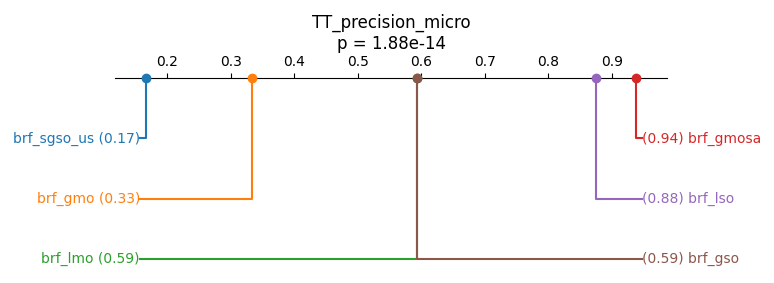 TT_precision_micro
p = 1.88e-14
0.2 0.3 0.4 0.5 0.6 0.7 0.8 0.9
brf_sgso_us (0.17) (0.94) brf_gmosa
brf_gmo (0.33) (0.88) brf_lso
brf_lmo (0.59) (0.59) brf_gso